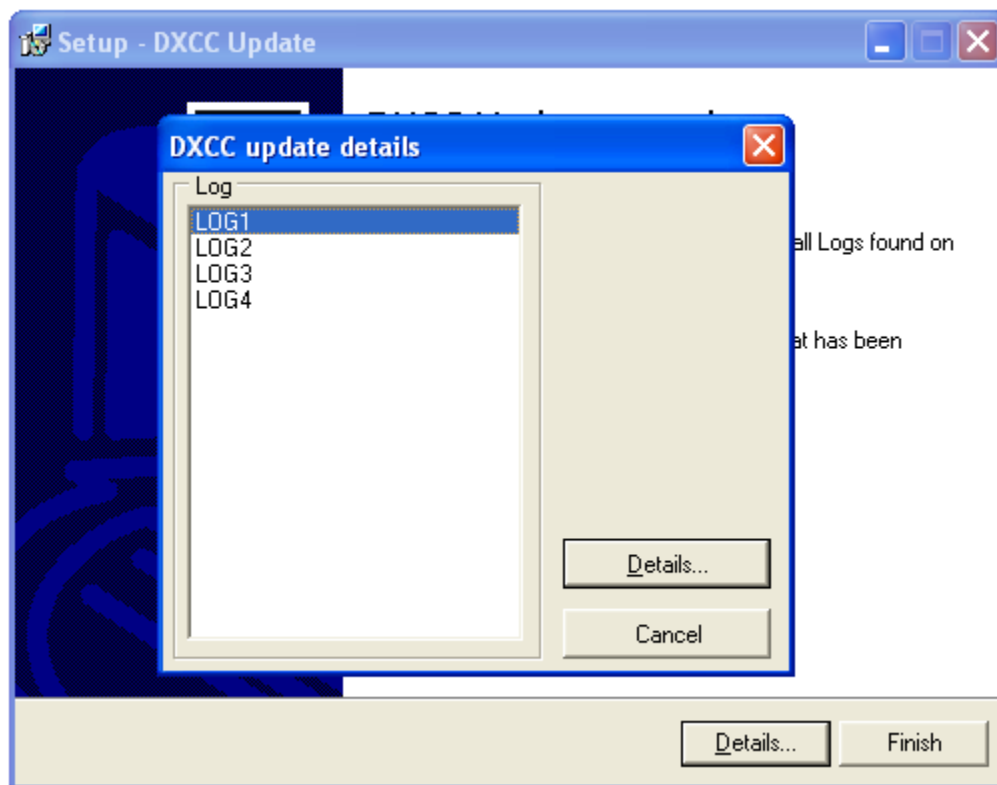 Setup - DXCC Update
DXCC update details
Log
LOG1
LOG2
LOG3
LOG4
all Logs found on
at has been
Details...
Cancel
Details...
Finish